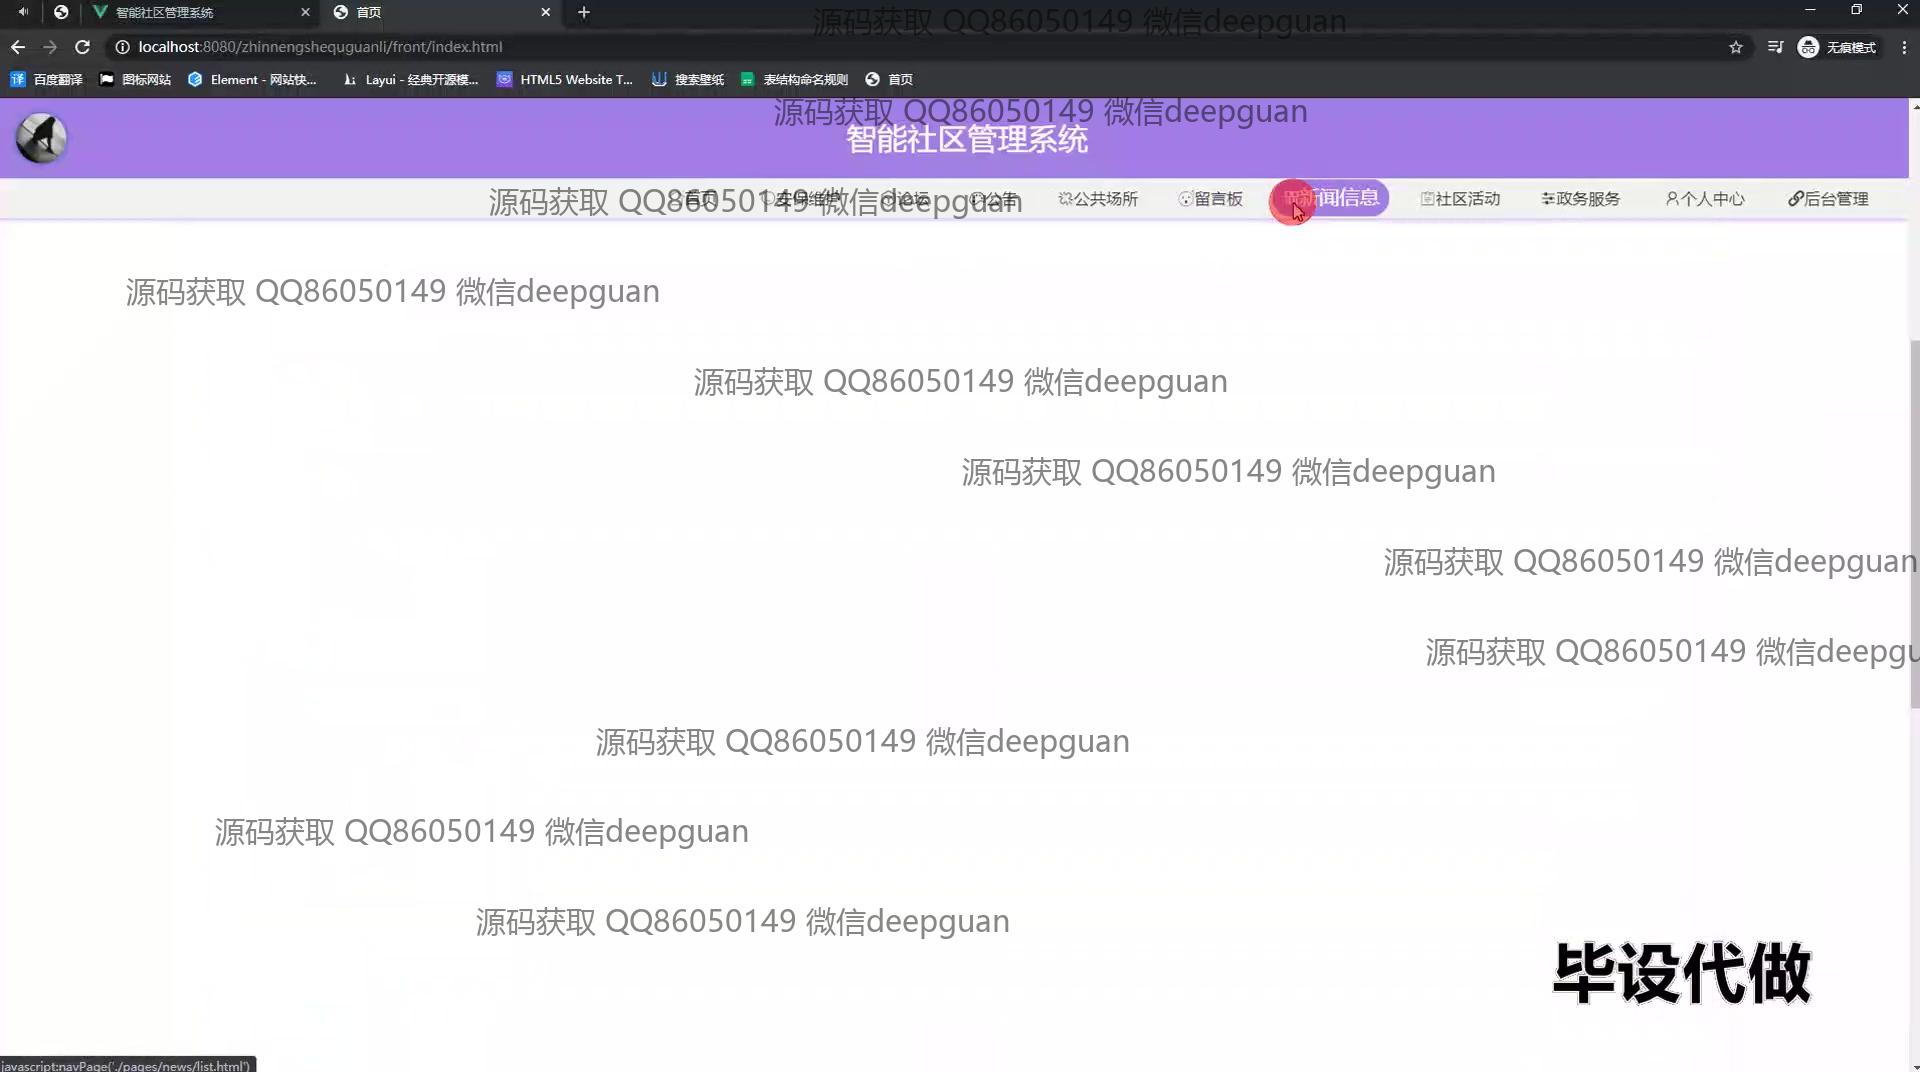 智能社区管理系统
首页
源码获取 QQ86050149 微信deepguan
localhost:8080/zhinnengshequguanli/front/index.html
无痕模式
百度翻译
图标网站
Element - 网站快...
Layui - 经典开源模...
HTML5 Website T...
搜索壁纸
表结构命名规则
首页
源码获取 QQ86050149 微信deepguan
智能社区管理系统
源码获取 QQ86050149 微信deepguan
首页
安保维护
论坛
公告
公共场所
留言板
新闻信息
社区活动
政务服务
个人中心
后台管理
源码获取 QQ86050149 微信deepguan
源码获取 QQ86050149 微信deepguan
源码获取 QQ86050149 微信deepguan
源码获取 QQ86050149 微信deepguan
源码获取 QQ86050149 微信deepgu
源码获取 QQ86050149 微信deepguan
源码获取 QQ86050149 微信deepguan
源码获取 QQ86050149 微信deepguan
毕设代做
javascript:navPage('./pages/news/list.html')